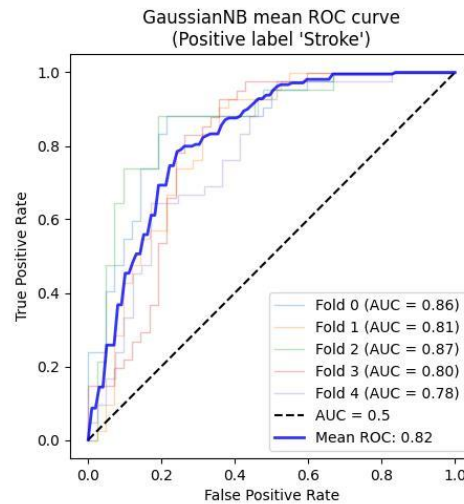 GaussianNB mean ROC curve
(Positive label 'Stroke')
True Positive Rate
1.0
0.8
0.6
0.4
0.2
0.0
Fold 0 (AUC = 0.86)
Fold 1 (AUC = 0.81)
Fold 2 (AUC = 0.87)
Fold 3 (AUC = 0.80)
Fold 4 (AUC = 0.78)
AUC = 0.5
Mean ROC: 0.82
0.0 0.2 0.4 0.6 0.8 1.0
False Positive Rate